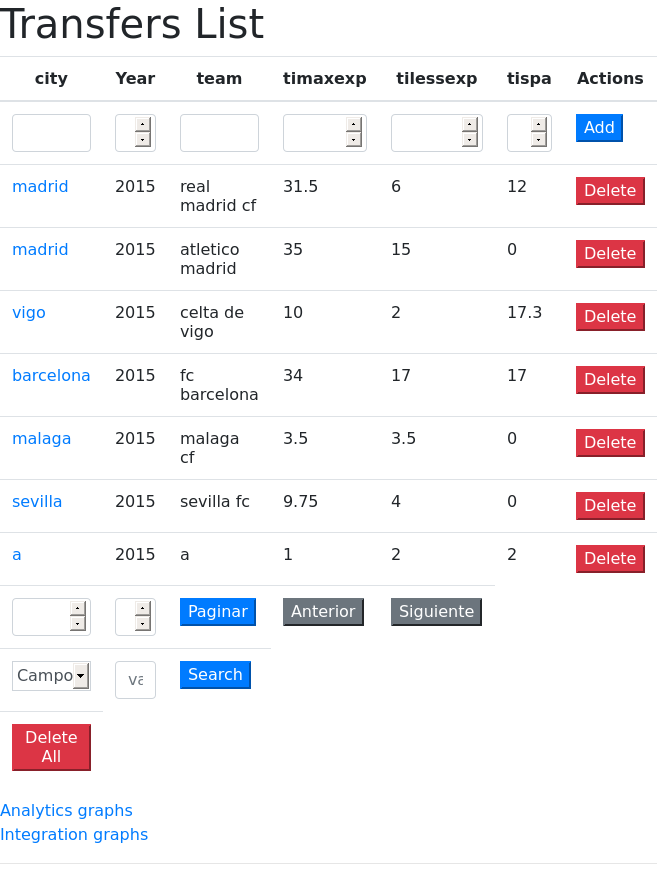 Transfers List
city Year team timaxexp tilessexp tispa Actions
Add
madrid 2015 real madrid cf 31.5 6 12 Delete
madrid 2015 atletico madrid 35 15 0 Delete
vigo 2015 celta de vigo 10 2 17.3 Delete
barcelona 2015 fc barcelona 34 17 17 Delete
malaga 2015 malaga cf 3.5 3.5 0 Delete
sevilla 2015 sevilla fc 9.75 4 0 Delete
a 2015 a 1 2 2 Delete
Paginar Anterior Siguiente
Campo Search
Delete All
Analytics graphs
Integration graphs